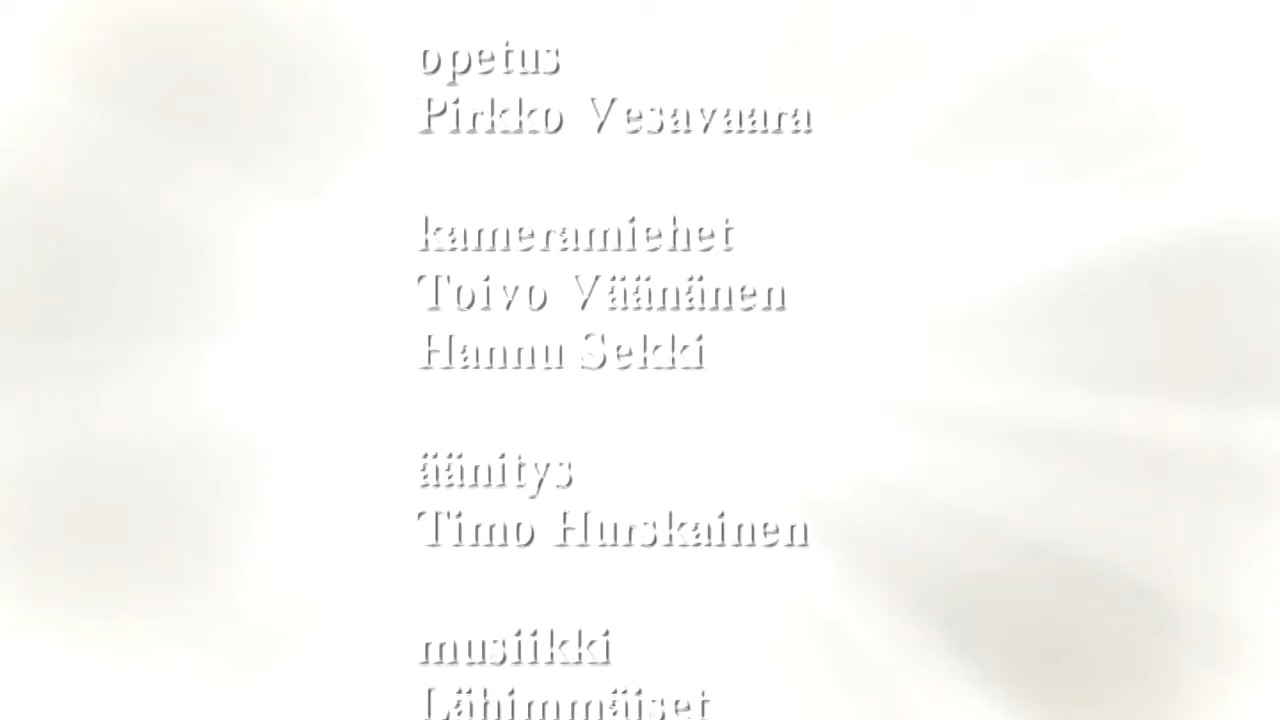 opetus
Pirkko Vesavaara
kameramiehet
Toivo Väänänen
Hannu Sekki
äänitys
Timo Hurskainen
musiikki
Lähimmäiset